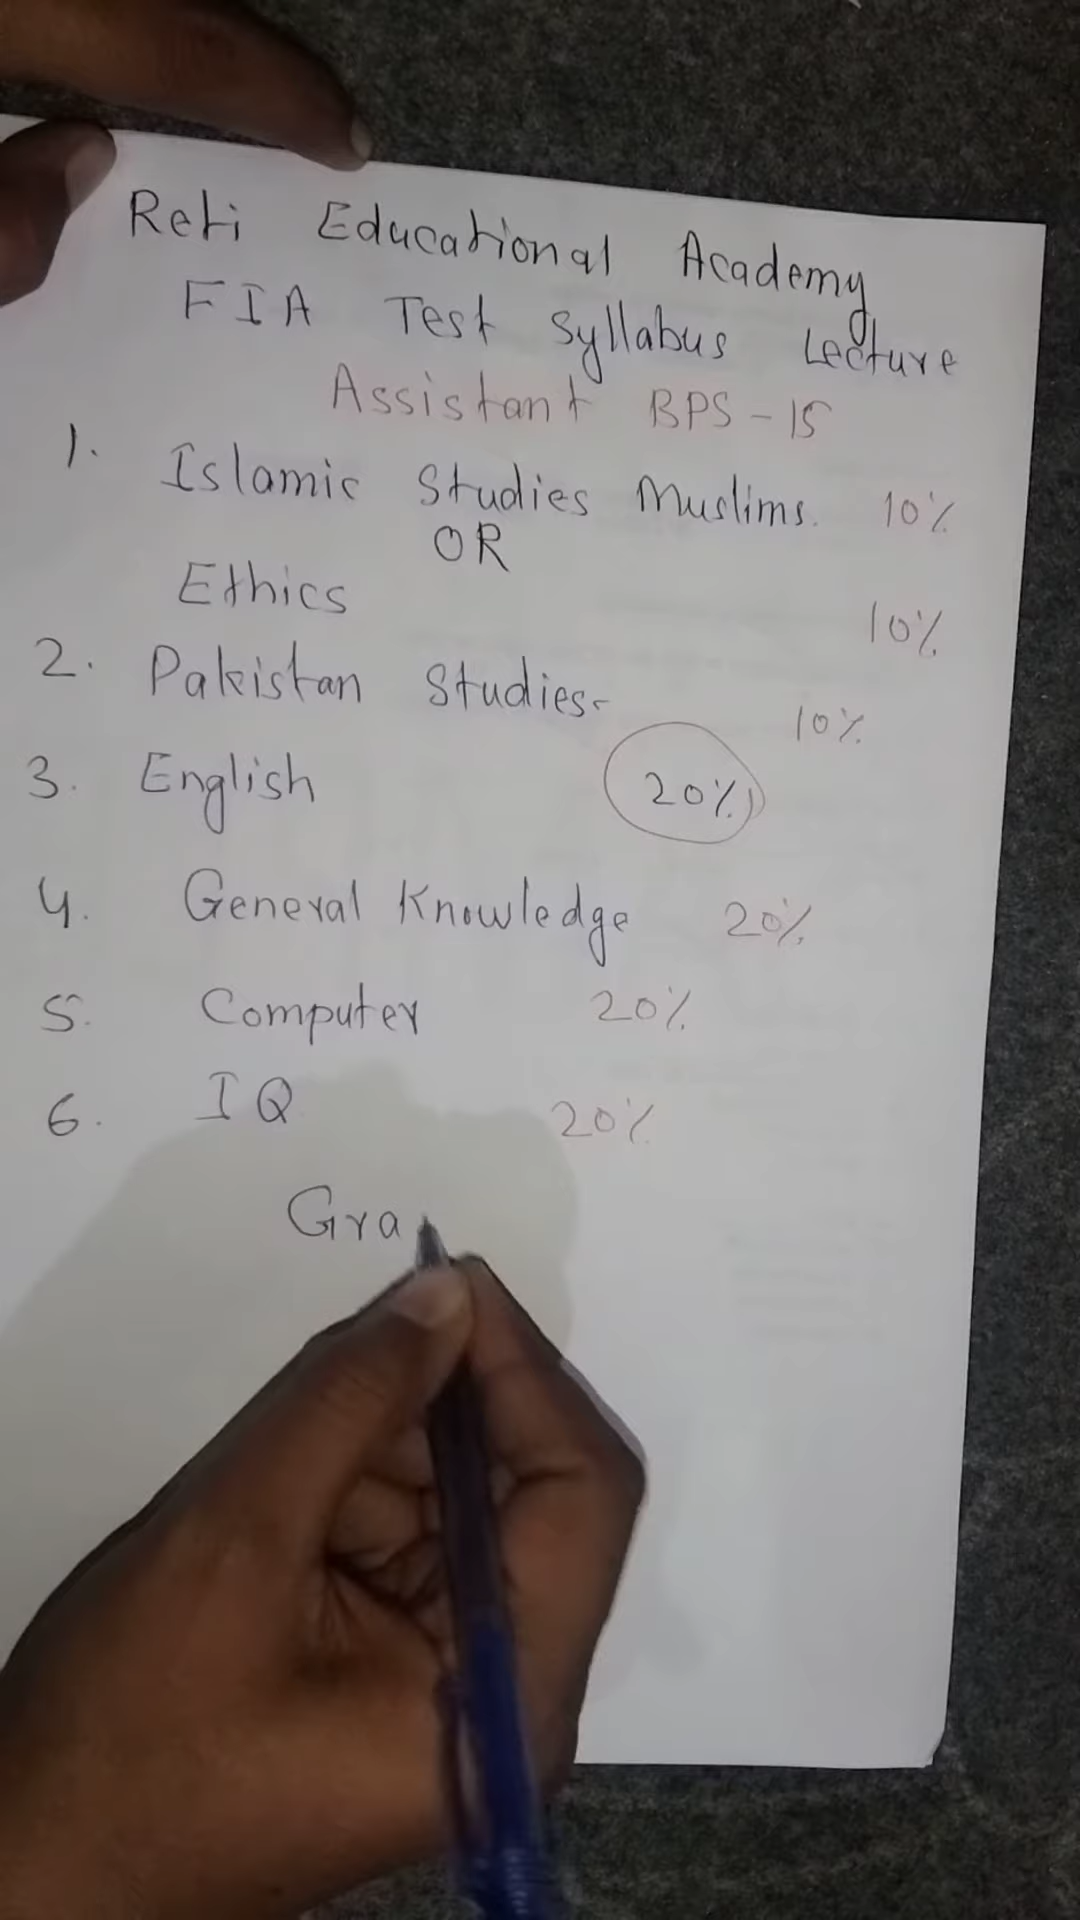 Reti Educational Academy
FIA Test Syllabus Lecture
Assistant BPS-15
1. Islamic Studies Muslims. 10%
OR
Ethics 10%
2. Pakistan Studies- 10%
3. English 20%
4. General Knowledge 20%
5. Computer 20%
6. IQ 20%
Gra